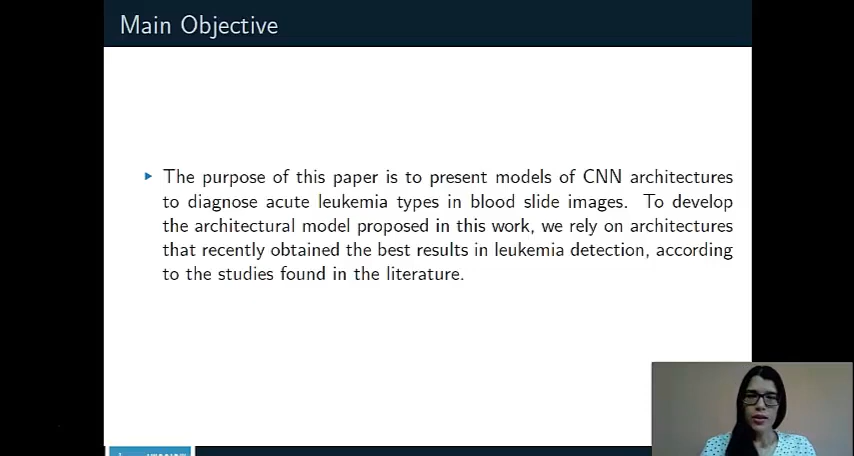 Main Objective
The purpose of this paper is to present models of CNN architectures
to diagnose acute leukemia types in blood slide images. To develop
the architectural model proposed in this work, we rely on architectures
that recently obtained the best results in leukemia detection, according
to the studies found in the literature.